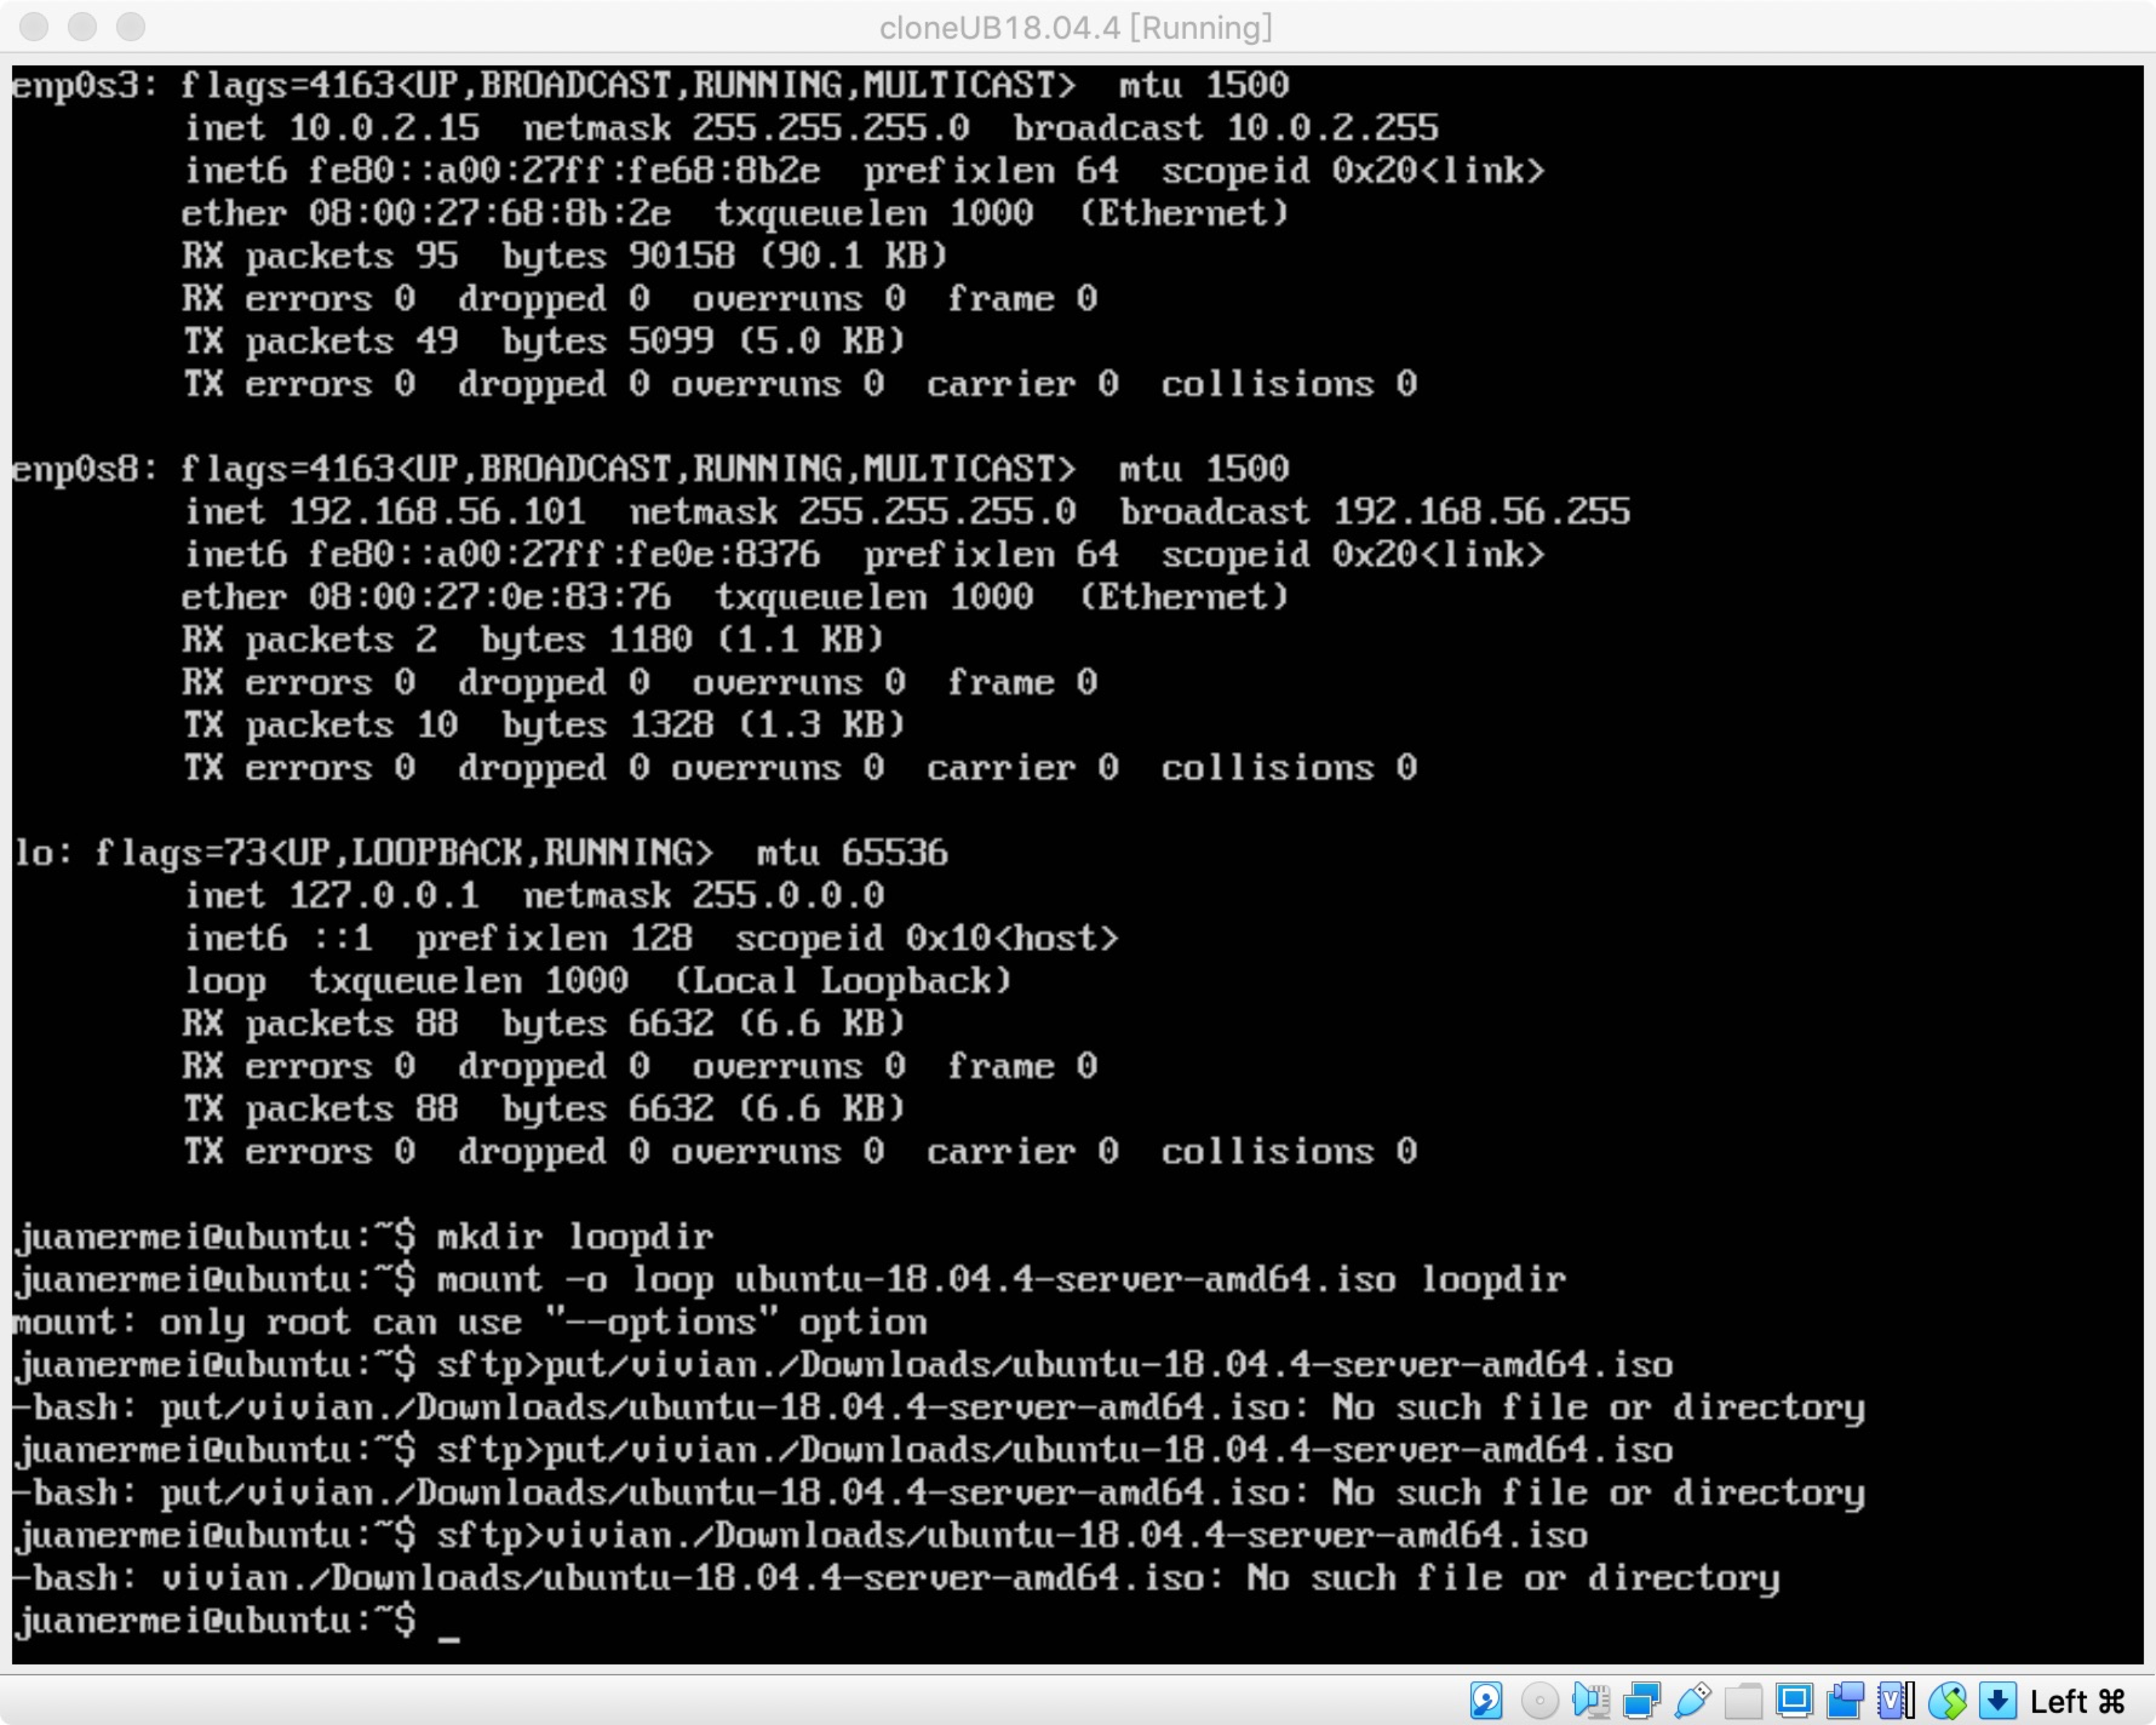 cloneUB18.04.4 [Running]
enp0s3: flags=4163<UP,BROADCAST,RUNNING,MULTICAST>  mtu 1500
        inet 10.0.2.15  netmask 255.255.255.0  broadcast 10.0.2.255
        inet6 fe80::a00:27ff:fe68:8b2e  prefixlen 64  scopeid 0x20<link>
        ether 08:00:27:68:8b:2e  txqueuelen 1000  (Ethernet)
        RX packets 95  bytes 90158 (90.1 KB)
        RX errors 0  dropped 0  overruns 0  frame 0
        TX packets 49  bytes 5099 (5.0 KB)
        TX errors 0  dropped 0 overruns 0  carrier 0  collisions 0
enp0s8: flags=4163<UP,BROADCAST,RUNNING,MULTICAST>  mtu 1500
        inet 192.168.56.101  netmask 255.255.255.0  broadcast 192.168.56.255
        inet6 fe80::a00:27ff:fe0e:8376  prefixlen 64  scopeid 0x20<link>
        ether 08:00:27:0e:83:76  txqueuelen 1000  (Ethernet)
        RX packets 2  bytes 1180 (1.1 KB)
        RX errors 0  dropped 0  overruns 0  frame 0
        TX packets 10  bytes 1328 (1.3 KB)
        TX errors 0  dropped 0 overruns 0  carrier 0  collisions 0
lo: flags=73<UP,LOOPBACK,RUNNING>  mtu 65536
        inet 127.0.0.1  netmask 255.0.0.0
        inet6 ::1  prefixlen 128  scopeid 0x10<host>
        loop  txqueuelen 1000  (Local Loopback)
        RX packets 88  bytes 6632 (6.6 KB)
        RX errors 0  dropped 0  overruns 0  frame 0
        TX packets 88  bytes 6632 (6.6 KB)
        TX errors 0  dropped 0 overruns 0  carrier 0  collisions 0
juanermei@ubuntu:~$ mkdir loopdir
juanermei@ubuntu:~$ mount -o loop ubuntu-18.04.4-server-amd64.iso loopdir
mount: only root can use "--options" option
juanermei@ubuntu:~$ sftp>put/vivian./Downloads/ubuntu-18.04.4-server-amd64.iso
-bash: put/vivian./Downloads/ubuntu-18.04.4-server-amd64.iso: No such file or directory
juanermei@ubuntu:~$ sftp>put/vivian./Downloads/ubuntu-18.04.4-server-amd64.iso
-bash: put/vivian./Downloads/ubuntu-18.04.4-server-amd64.iso: No such file or directory
juanermei@ubuntu:~$ sftp>vivian./Downloads/ubuntu-18.04.4-server-amd64.iso
-bash: vivian./Downloads/ubuntu-18.04.4-server-amd64.iso: No such file or directory
juanermei@ubuntu:~$ _
Left ⌘